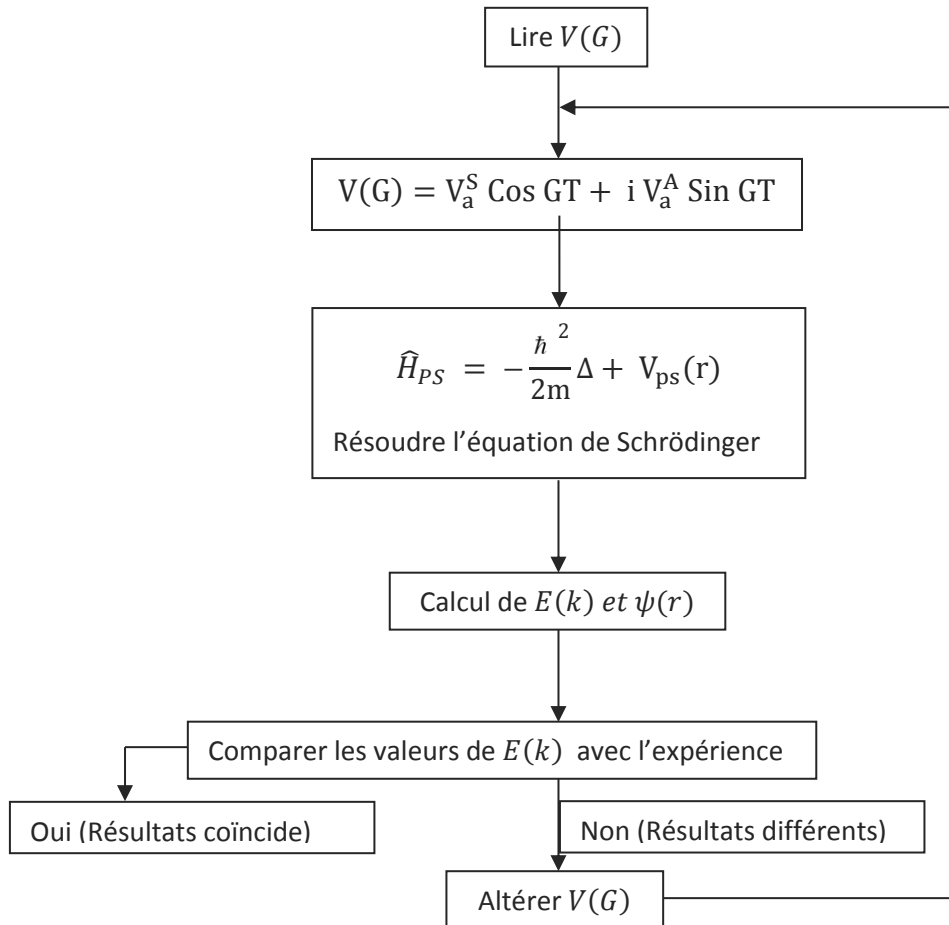 Lire V(G)
V(G) = V_a^S Cos GT + i V_a^A Sin GT
Ĥ_PS = − ℏ²/2m Δ + V_ps(r)
Résoudre l’équation de Schrödinger
Calcul de E(k) et ψ(r)
Comparer les valeurs de E(k) avec l’expérience
Oui (Résultats coïncide)
Non (Résultats différents)
Altérer V(G)